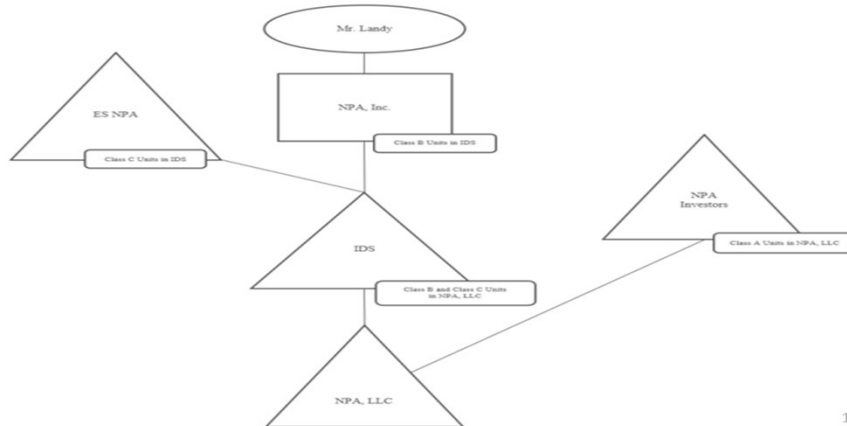 Mr. Landy
ES NPA
NPA, Inc.
Class B Units in IDS
Class C Units in IDS
NPA
Investors
Class A Units in NPA, LLC
IDS
Class B and Class C Units
in NPA, LLC
NPA, LLC
1